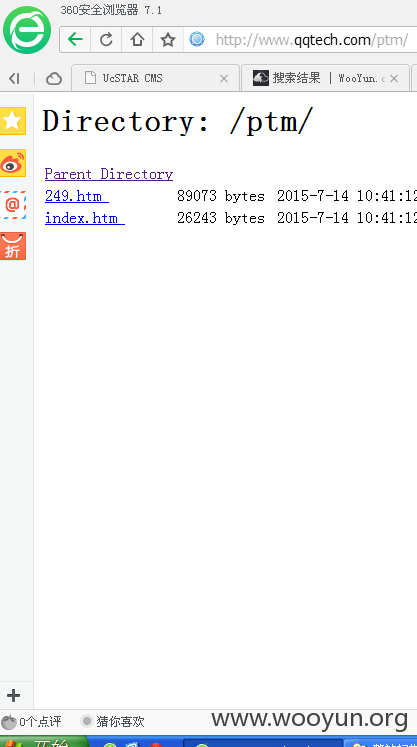 360安全浏览器 7.1
http://www.qqtech.com/ptm/
UcSTAR CMS
搜索结果 | WooYun.o
Directory: /ptm/
Parent Directory
249.htm 89073 bytes 2015-7-14 10:41:12
index.htm 26243 bytes 2015-7-14 10:41:12
@
折
0个点评 猜你喜欢
www.wooyun.org
开始